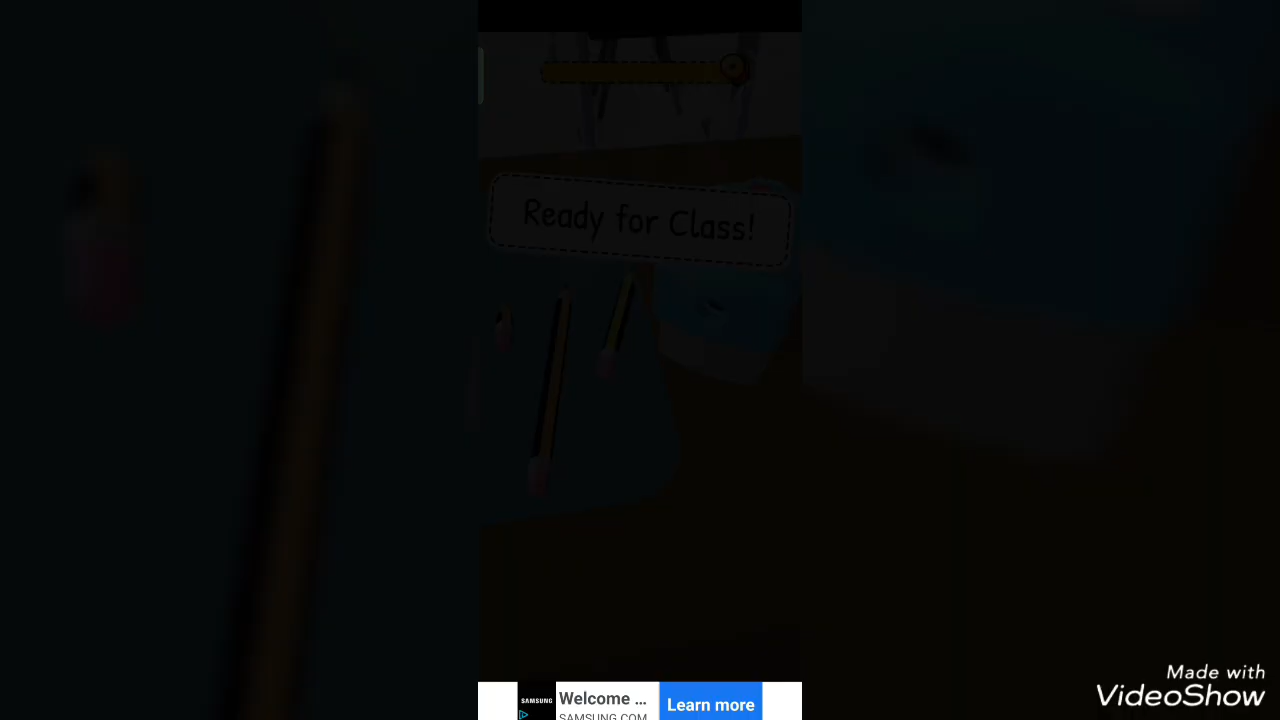 Ready for Class!
SAMSUNG
Welcome ...
SAMSUNG.COM
Learn more
Made with
VideoShow